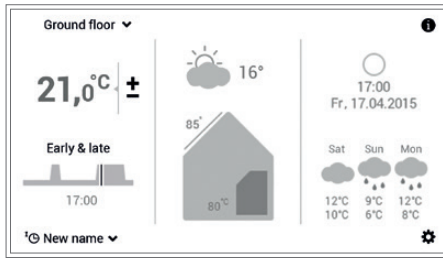 Ground floor
i
21,0°C ±
Early & late
17:00
¹ New name
16°
85°
80°C
17:00
Fr, 17.04.2015
Sat Sun Mon
12°C 9°C 12°C
10°C 6°C 8°C